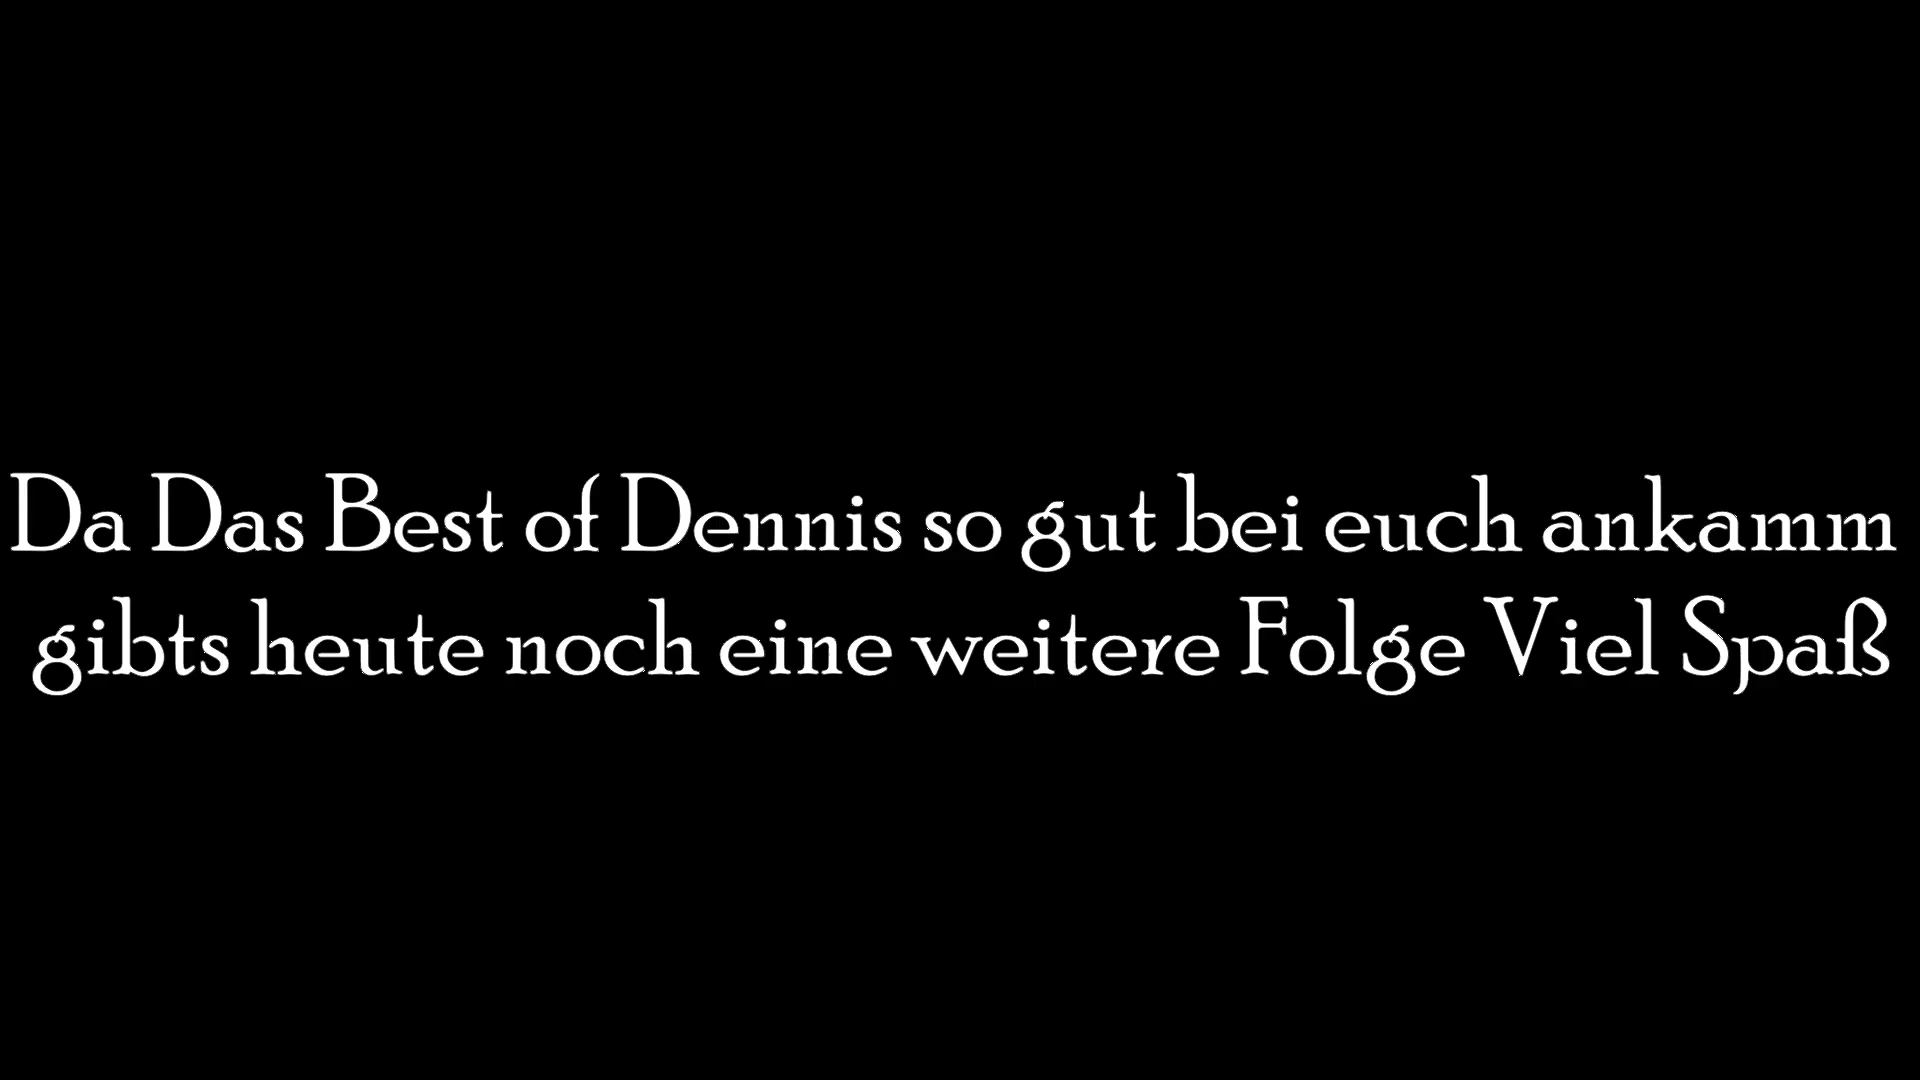 Da Das Best of Dennis so gut bei euch ankamm
gibts heute noch eine weitere Folge Viel Spaß